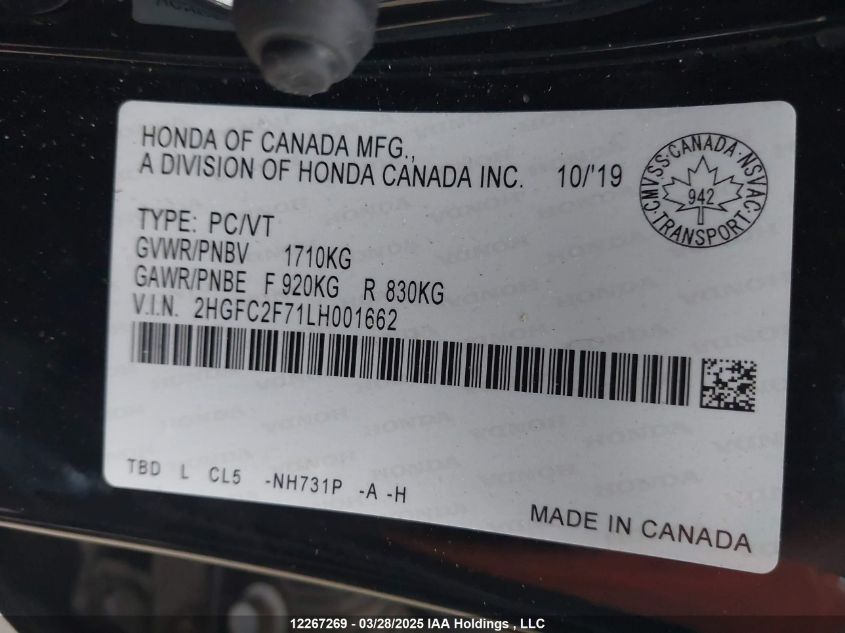 HONDA OF CANADA MFG.,
A DIVISION OF HONDA CANADA INC. 10/'19
CMVSS·CANADA·NSVAC·TRANSPORT·
942
TYPE: PC/VT
GVWR/PNBV 1710KG
GAWR/PNBE F 920KG R 830KG
V.I.N. 2HGFC2F71LH001662
TBD L CL5 -NH731P -A -H
MADE IN CANADA
12267269 - 03/28/2025 IAA Holdings , LLC